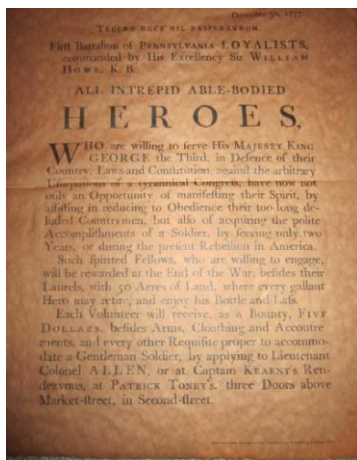 December 30, 1777
TEUCRO DUCE NIL DESPERANDUM.
First Battalion of PENNSYLVANIA LOYALISTS,
commanded by His Excellency Sir WILLIAM
HOWE, K. B.
ALL INTREPID ABLE-BODIED
HEROES,
WHO are willing to ſerve His MAJESTY KING
GEORGE the Third, in Defence of their
Country, Laws and Conſtitution, againſt the arbitrary
Uſurpations of a tyrannical Congreſs, have now not
only an Opportunity of manifeſting their Spirit, by
aſſiſting in reducing to Obedience their too-long de-
luded Countrymen, but alſo of acquiring the polite
Accompliſhments of a Soldier, by ſerving only two
Years, or during the preſent Rebellion in America.
Such ſpirited Fellows, who are willing to engage,
will be rewarded at the End of the War, beſides their
Laurels, with 50 Acres of Land, where every gallant
Hero may retire, and enjoy his Bottle and Laſs.
Each Volunteer will receive, as a Bounty, FIVE
DOLLARS, beſides Arms, Cloathing and Accoutre-
ments, and every other Requiſite proper to accommo-
date a Gentleman Soldier, by applying to Lieutenant
Colonel ALLEN, or at Captain KEARNY'S Ren-
dezvous, at PATRICK TONRY'S, three Doors above
Market-ſtreet, in Second-ſtreet.